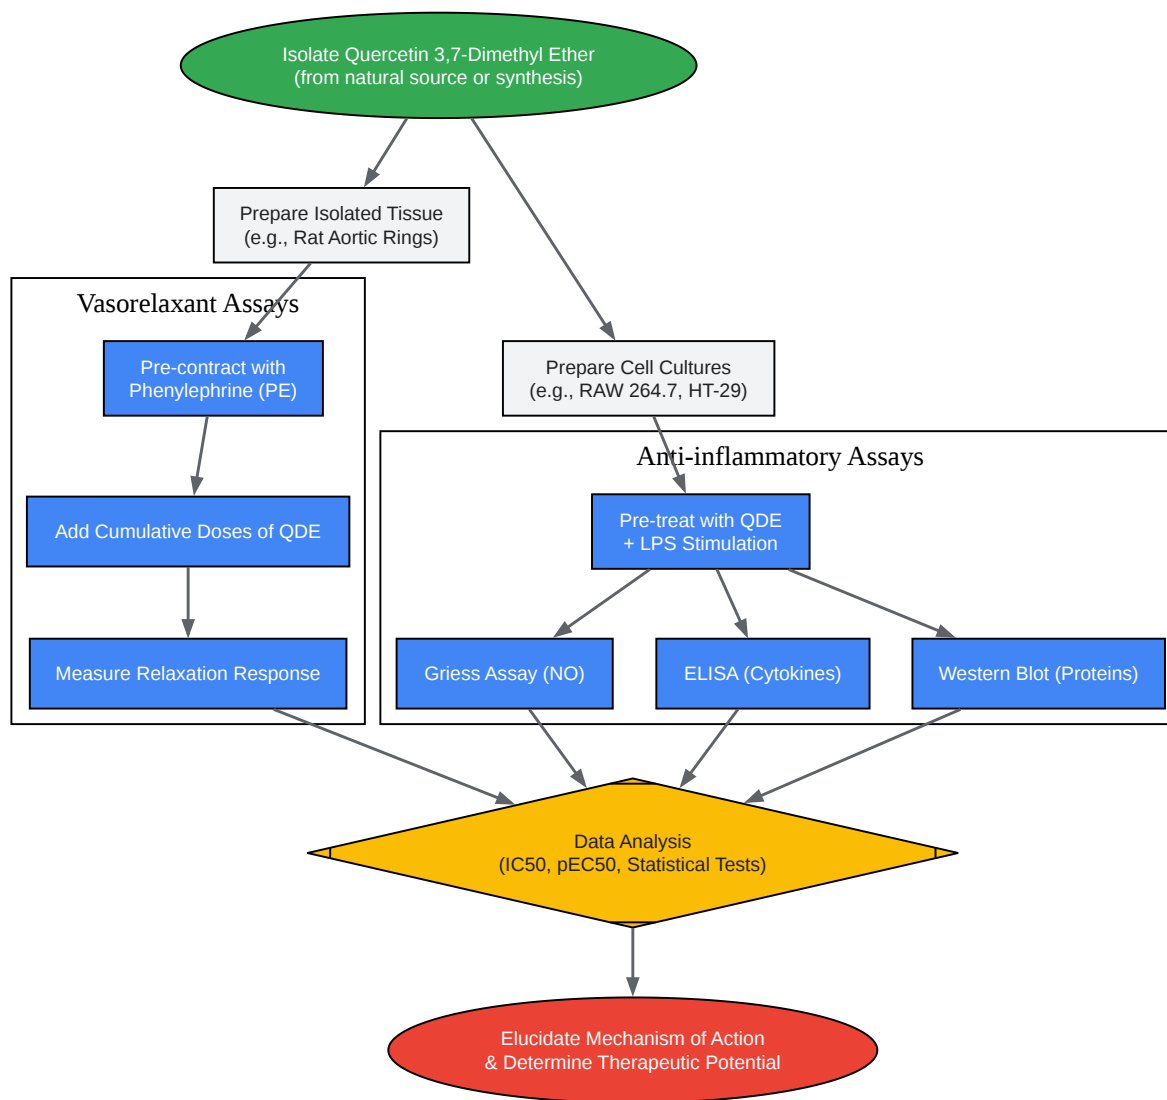 Isolate Quercetin 3,7-Dimethyl Ether
(from natural source or synthesis)
Prepare Isolated Tissue
(e.g., Rat Aortic Rings)
Vasorelaxant Assays
Pre-contract with
Phenylephrine (PE)
Add Cumulative Doses of QDE
Measure Relaxation Response
Prepare Cell Cultures
(e.g., RAW 264.7, HT-29)
Anti-inflammatory Assays
Pre-treat with QDE
+ LPS Stimulation
Griess Assay (NO)
ELISA (Cytokines)
Western Blot (Proteins)
Data Analysis
(IC50, pEC50, Statistical Tests)
Elucidate Mechanism of Action
& Determine Therapeutic Potential